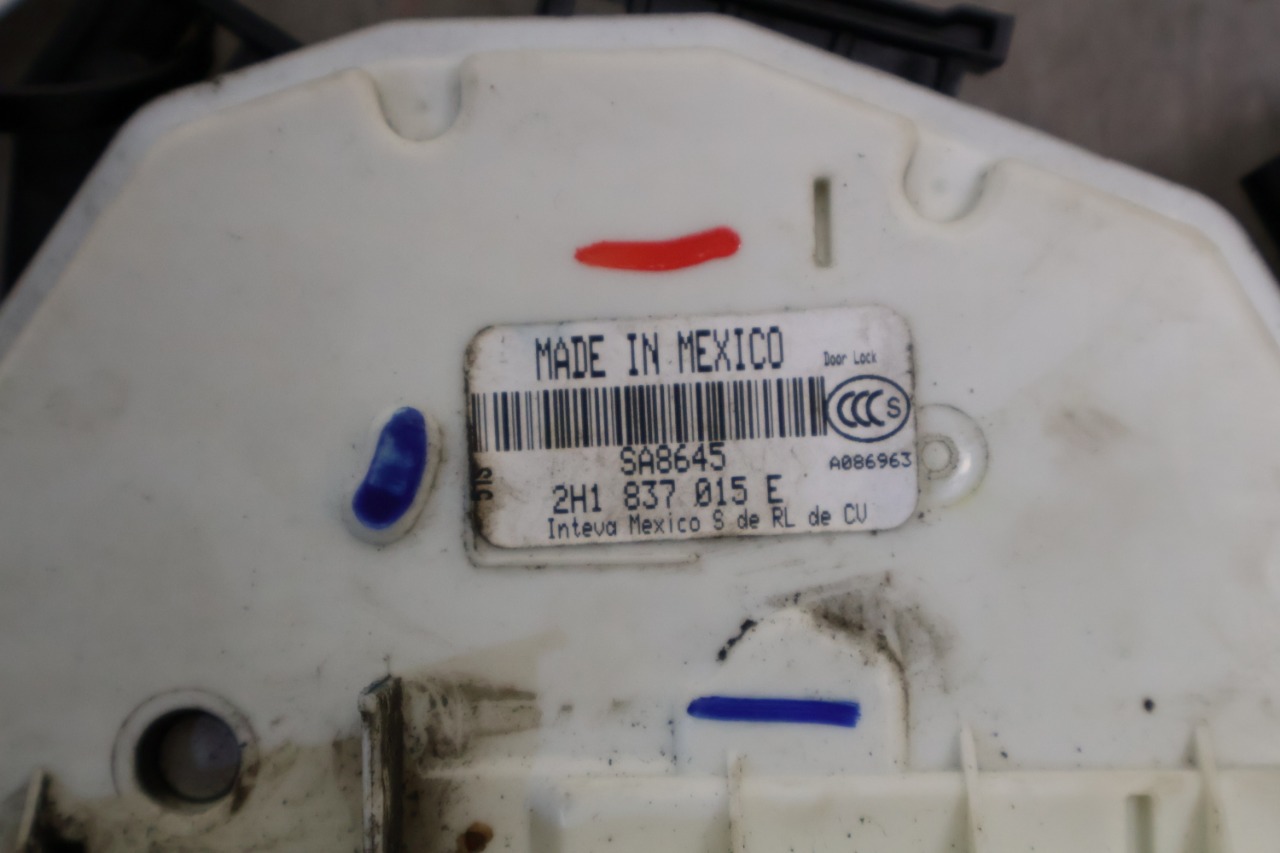 MADE IN MEXICO
Door Lock
CCC S
SA8645
A086963
2H1 837 015 E
Inteva Mexico S de RL de CV